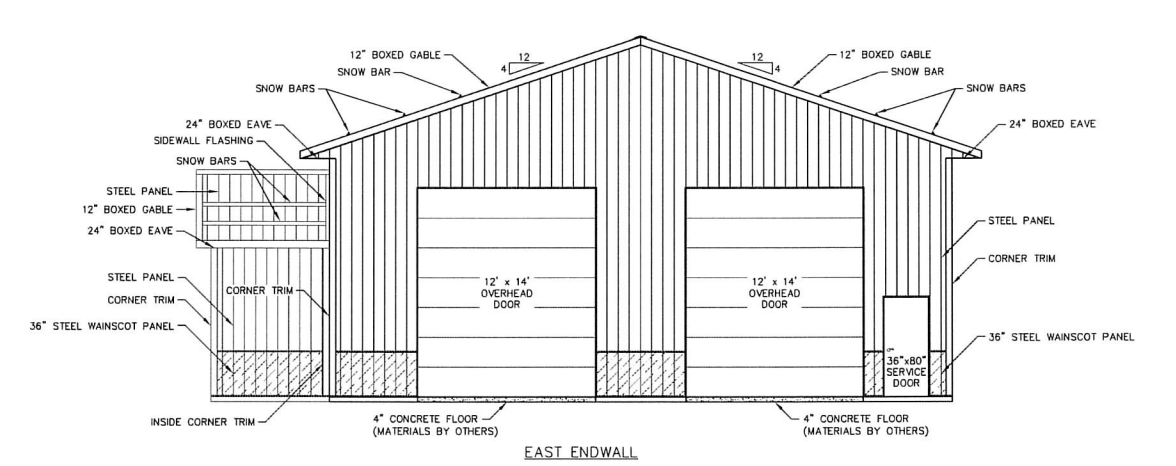 12" BOXED GABLE
12
4
12
4
12" BOXED GABLE
SNOW BAR
SNOW BAR
SNOW BARS
SNOW BARS
24" BOXED EAVE
24" BOXED EAVE
SIDEWALL FLASHING
SNOW BARS
STEEL PANEL
12" BOXED GABLE
24" BOXED EAVE
STEEL PANEL
STEEL PANEL
CORNER TRIM
CORNER TRIM
CORNER TRIM
12' x 14'
OVERHEAD
DOOR
12' x 14'
OVERHEAD
DOOR
36" STEEL WAINSCOT PANEL
36" STEEL WAINSCOT PANEL
36"x80"
SERVICE
DOOR
INSIDE CORNER TRIM
4" CONCRETE FLOOR
(MATERIALS BY OTHERS)
4" CONCRETE FLOOR
(MATERIALS BY OTHERS)
EAST ENDWALL